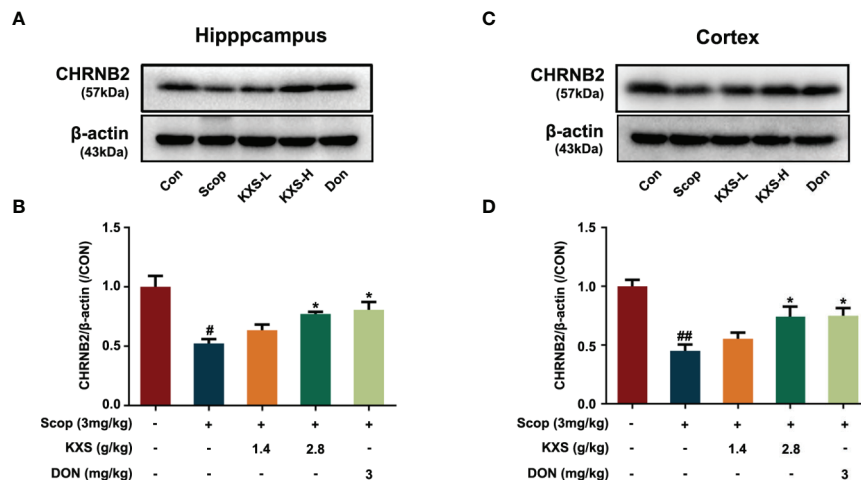 A
Hipppcampus
CHRNB2
(57kDa)
β-actin
(43kDa)
Con Scop KXS-L KXS-H Don
B
CHRNB2/β-actin (/CON)
1.5
1.0
0.5
0.0
#
*
*
Scop (3mg/kg) - + + + +
KXS (g/kg) - - 1.4 2.8 -
DON (mg/kg) - - - - 3
C
Cortex
CHRNB2
(57kDa)
β-actin
(43kDa)
Con Scop KXS-L KXS-H Don
D
CHRNB2/β-actin (/CON)
1.5
1.0
0.5
0.0
##
*
*
Scop (3mg/kg) - + + + +
KXS (g/kg) - - 1.4 2.8 -
DON (mg/kg) - - - - 3